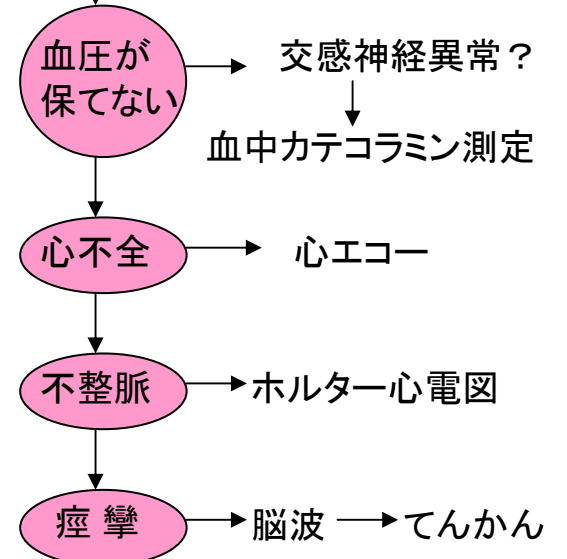 血圧が
保てない
交感神経異常？
血中カテコラミン測定
心不全
心エコー
不整脈
ホルター心電図
痙攣
脳波
てんかん